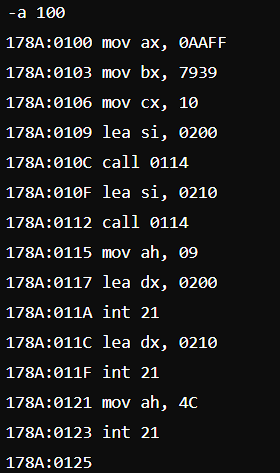 -a 100
178A:0100 mov ax, 0AAFF
178A:0103 mov bx, 7939
178A:0106 mov cx, 10
178A:0109 lea si, 0200
178A:010C call 0114
178A:010F lea si, 0210
178A:0112 call 0114
178A:0115 mov ah, 09
178A:0117 lea dx, 0200
178A:011A int 21
178A:011C lea dx, 0210
178A:011F int 21
178A:0121 mov ah, 4C
178A:0123 int 21
178A:0125